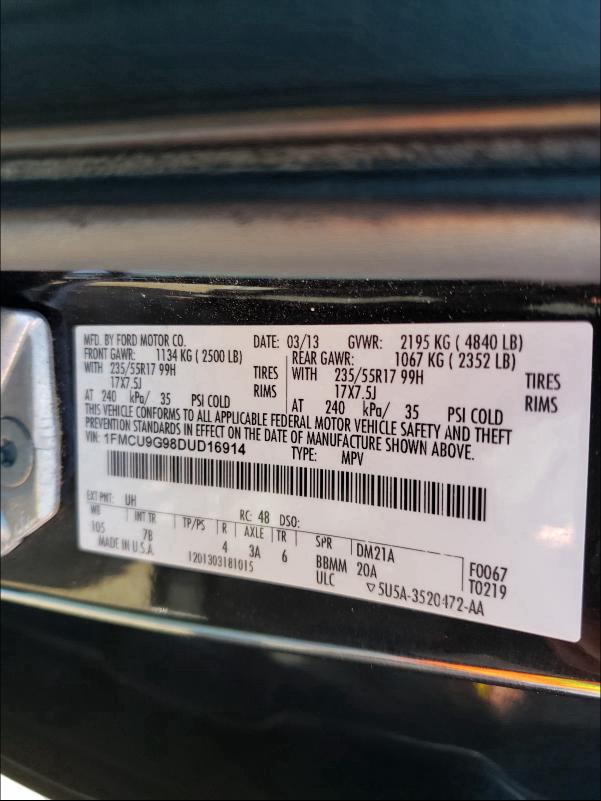 MFD. BY FORD MOTOR CO. DATE: 03/13 GVWR: 2195 KG ( 4840 LB)
FRONT GAWR: 1134 KG ( 2500 LB) REAR GAWR: 1067 KG ( 2352 LB)
WITH 235/55R17 99H TIRES WITH 235/55R17 99H TIRES
17X7.5J RIMS 17X7.5J RIMS
AT 240 kPa/ 35 PSI COLD AT 240 kPa/ 35 PSI COLD
THIS VEHICLE CONFORMS TO ALL APPLICABLE FEDERAL MOTOR VEHICLE SAFETY AND THEFT
PREVENTION STANDARDS IN EFFECT ON THE DATE OF MANUFACTURE SHOWN ABOVE.
VIN: 1FMCU9G98DUD16914 TYPE: MPV
EXT PNT: UH RC: 48 DSO:
WB INT TR TP/PS R AXLE TR SPR DM21A F0067
105 7B 4 3A 6 BBMM 20A T0219
MADE IN U.S.A. 1201303181015 ULC ▽5U5A-3520472-AA